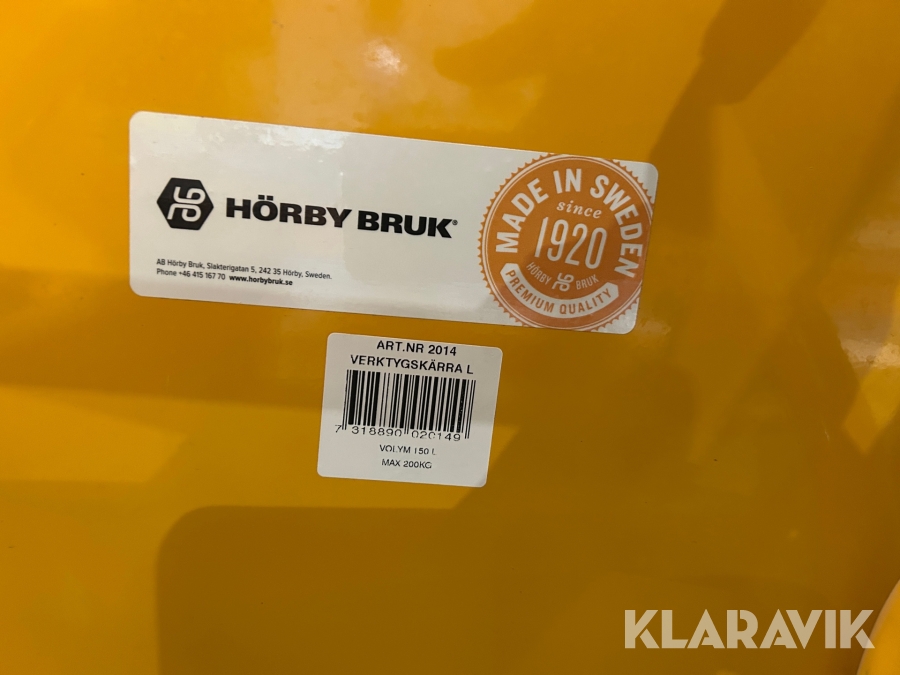 HÖRBY BRUK®
AB Hörby Bruk, Slakterigatan 5, 242 35 Hörby, Sweden.
Phone +46 415 167 70 www.horbybruk.se
MADE IN SWEDEN
since
1920
HÖRBY BRUK
PREMIUM QUALITY
ART.NR 2014
VERKTYGSKÄRRA L
7 318890 020149
VOLYM 150 L
MAX 200KG
KLARAVIK